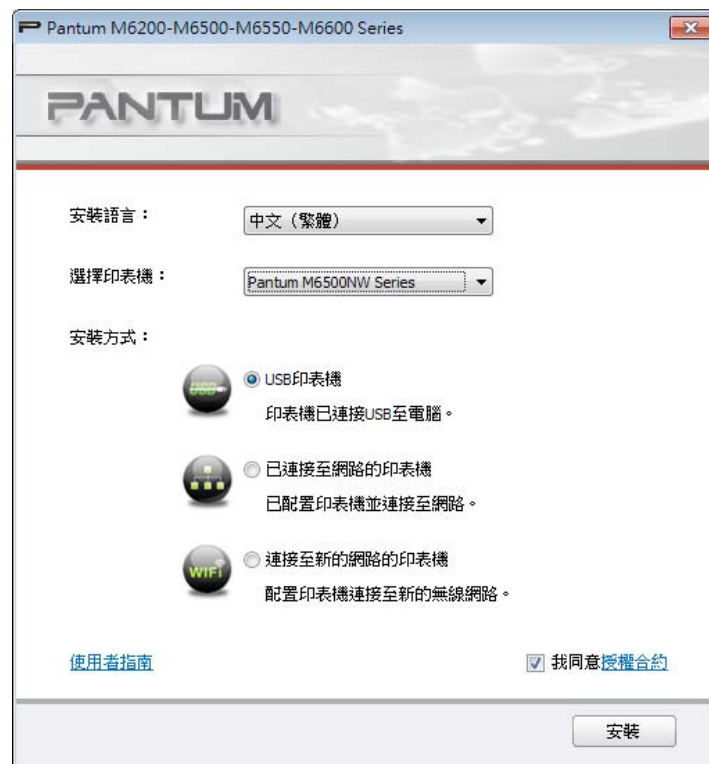 Pantum M6200-M6500-M6550-M6600 Series
PANTUM
安裝語言：
中文（繁體）
選擇印表機：
Pantum M6500NW Series
安裝方式：
USB
USB印表機
印表機已連接USB至電腦。
已連接至網路的印表機
已配置印表機並連接至網路。
WiFi
連接至新的網路的印表機
配置印表機連接至新的無線網路。
使用者指南
我同意授權合約
安裝